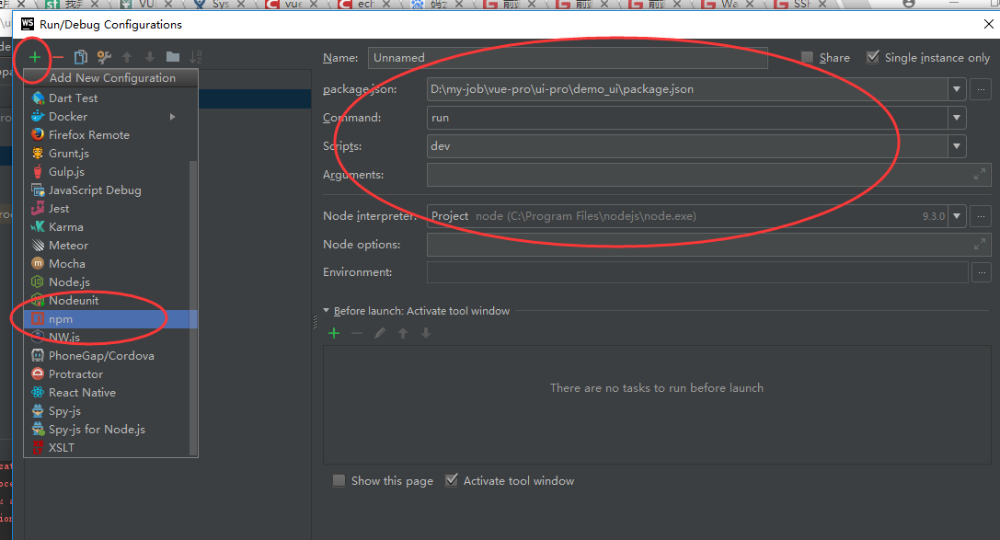 Run/Debug Configurations
Add New Configuration
Dart Test
Docker
Firefox Remote
Grunt.js
Gulp.js
JavaScript Debug
Jest
Karma
Meteor
Mocha
Node.js
Nodeunit
npm
NW.js
PhoneGap/Cordova
Protractor
React Native
Spy-js
Spy-js for Node.js
XSLT
Name: Unnamed Share Single instance only
package.json: D:\my-job\vue-pro\ui-pro\demo_ui\package.json
Command: run
Scripts: dev
Arguments:
Node interpreter: Project node (C:\Program Files\nodejs\node.exe) 9.3.0
Node options:
Environment:
Before launch: Activate tool window
There are no tasks to run before launch
Show this page Activate tool window